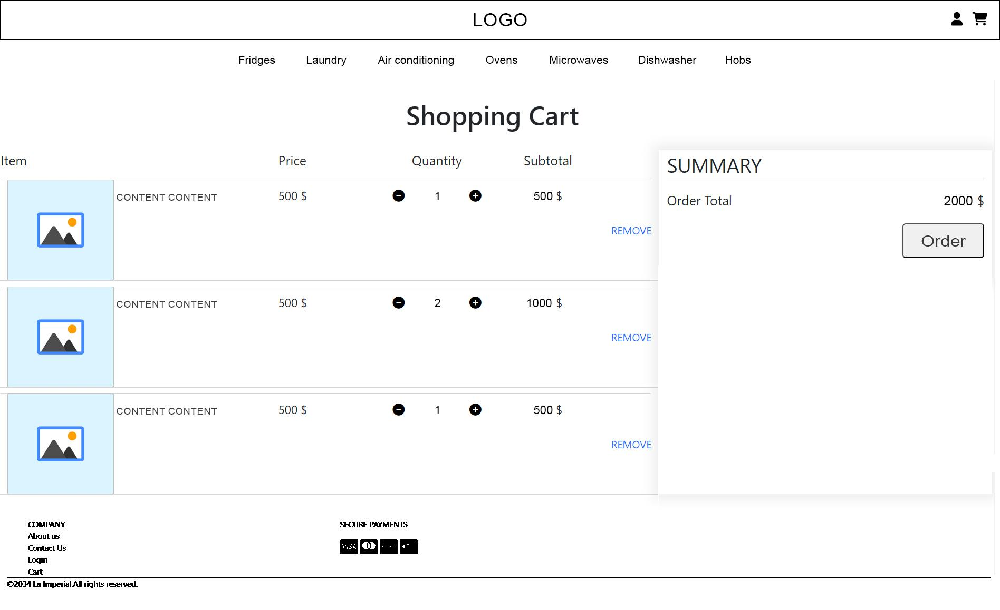 LOGO
Fridges Laundry Air conditioning Ovens Microwaves Dishwasher Hobs
Shopping Cart
Item Price Quantity Subtotal
SUMMARY
CONTENT CONTENT 500 $ 1 500 $
Order Total 2000 $
REMOVE
Order
CONTENT CONTENT 500 $ 2 1000 $
REMOVE
CONTENT CONTENT 500 $ 1 500 $
REMOVE
COMPANY
About us
Contact Us
Login
Cart
SECURE PAYMENTS
VISA
©2034 La Imperial.All rights reserved.